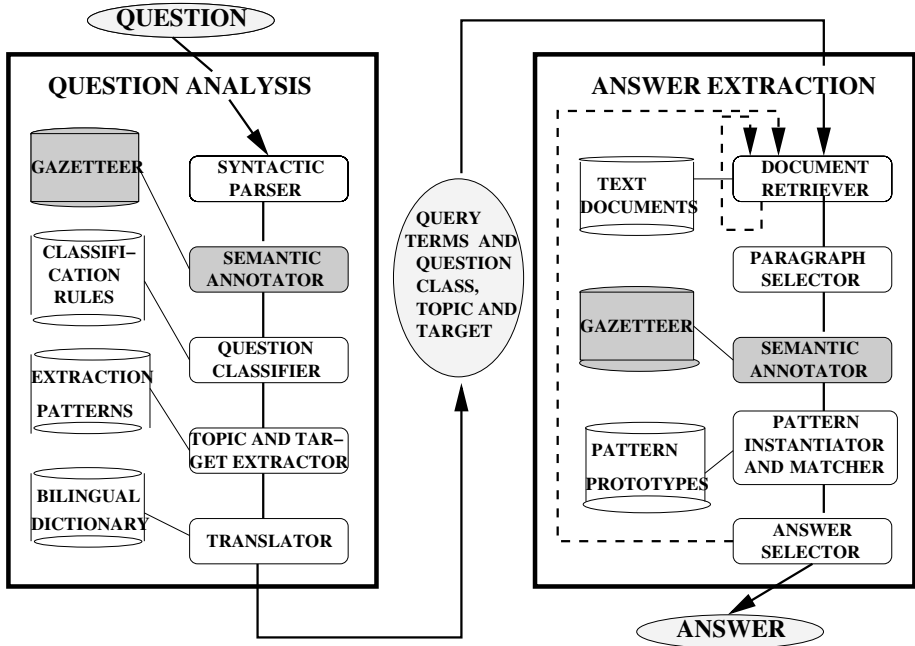 QUESTION
QUESTION ANALYSIS
GAZETTEER
SYNTACTIC
PARSER
CLASSIFI–
CATION
RULES
SEMANTIC
ANNOTATOR
EXTRACTION
PATTERNS
QUESTION
CLASSIFIER
TOPIC AND TAR–
GET EXTRACTOR
BILINGUAL
DICTIONARY
TRANSLATOR
QUERY
TERMS AND
QUESTION
CLASS,
TOPIC AND
TARGET
ANSWER EXTRACTION
TEXT
DOCUMENTS
DOCUMENT
RETRIEVER
PARAGRAPH
SELECTOR
GAZETTEER
SEMANTIC
ANNOTATOR
PATTERN
PROTOTYPES
PATTERN
INSTANTIATOR
AND MATCHER
ANSWER
SELECTOR
ANSWER